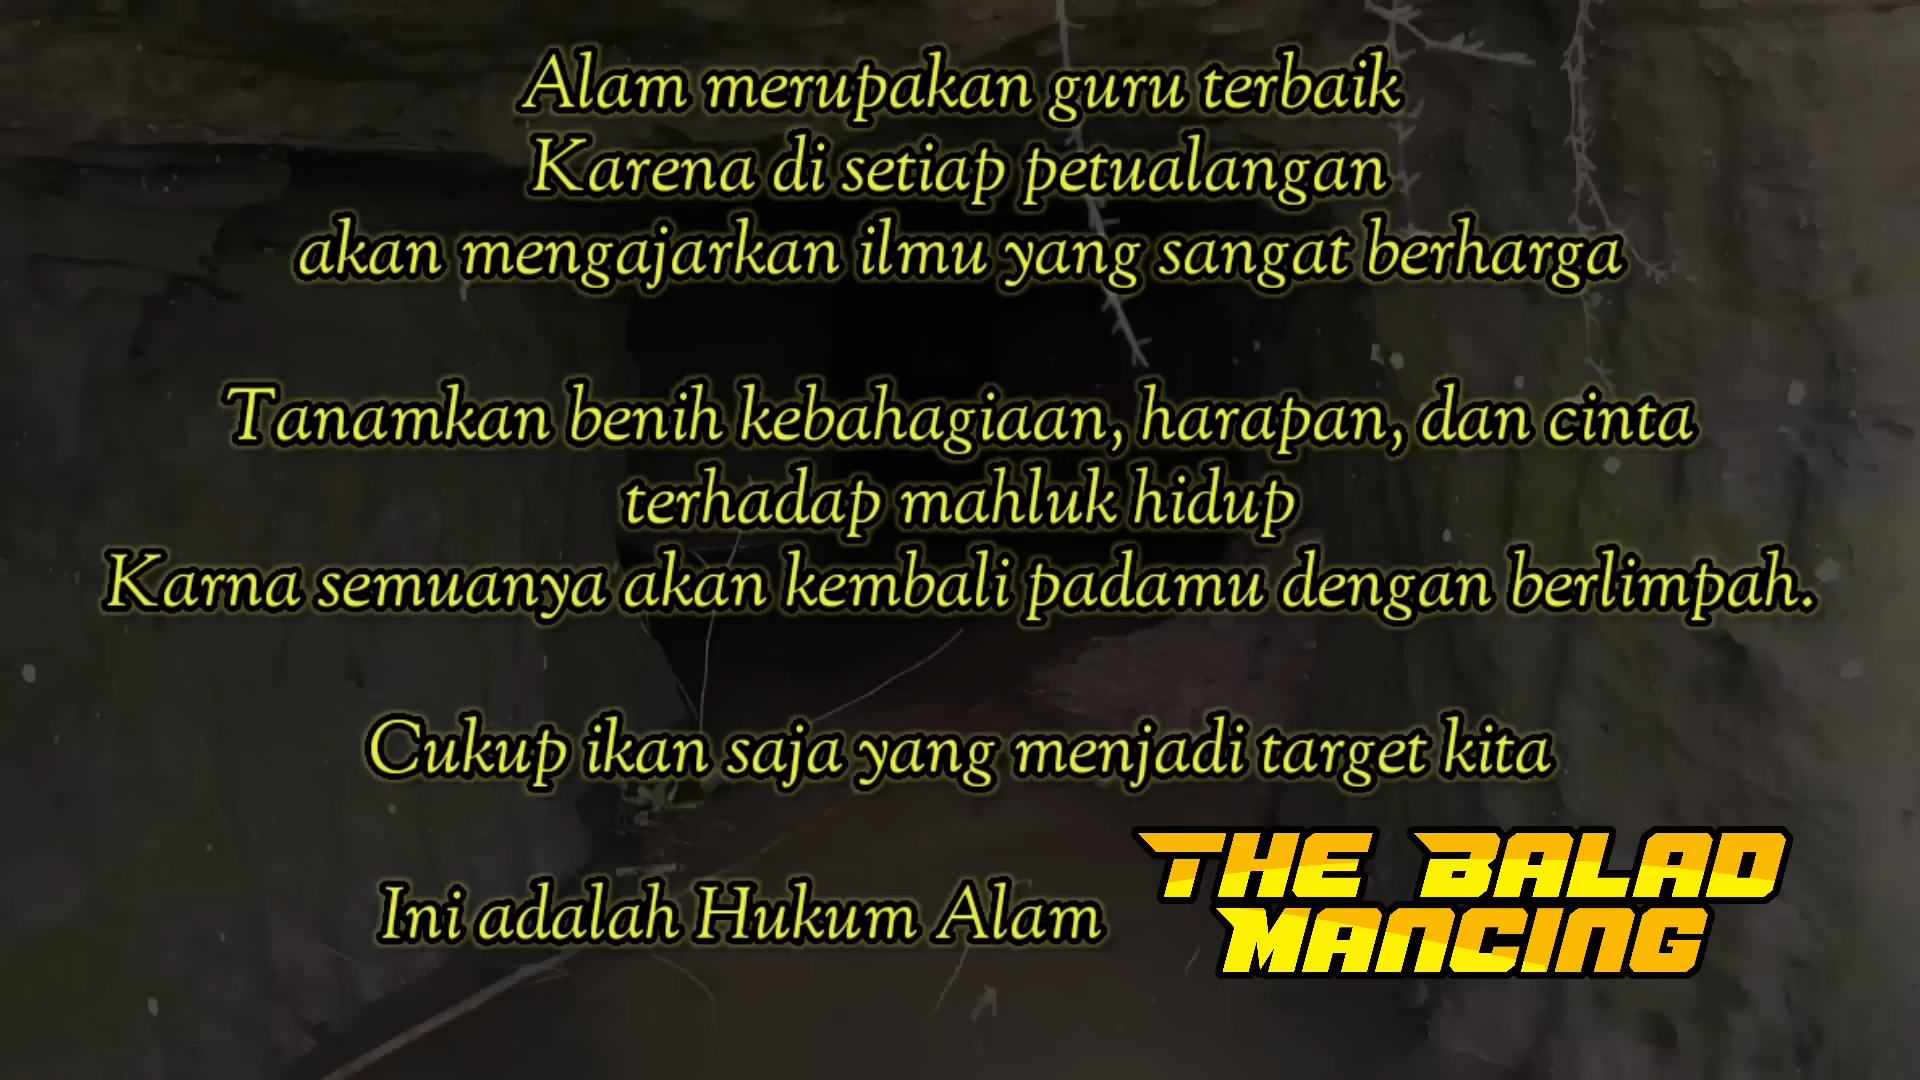 Alam merupakan guru terbaik
Karena di setiap petualangan
akan mengajarkan ilmu yang sangat berharga
Tanamkan benih kebahagiaan, harapan, dan cinta
terhadap mahluk hidup
Karna semuanya akan kembali padamu dengan berlimpah.
Cukup ikan saja yang menjadi target kita
Ini adalah Hukum Alam
THE BALAD
MANCING